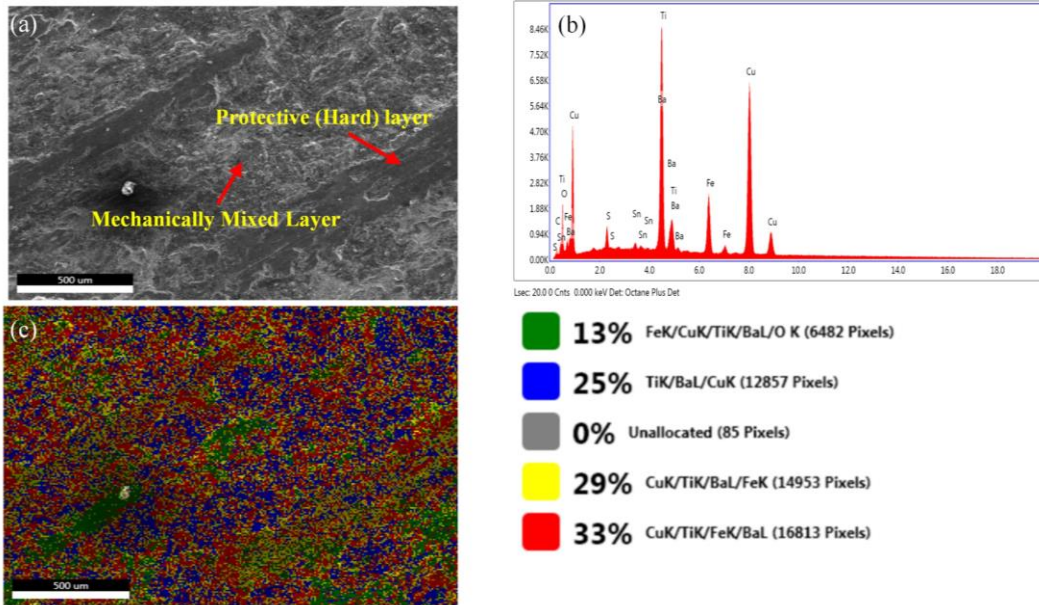 (a)
Protective (Hard) layer
Mechanically Mixed Layer
500 um
(b)
8.46K
7.52K
6.58K
5.64K
4.70K
3.76K
2.82K
1.88K
0.94K
0.00K
0.0
2.0
4.0
6.0
8.0
10.0
12.0
14.0
16.0
18.0
Ti
Ba
Cu
Cu
Ti
O
C
Fe
Sn
Ba
S
S
S
Sn
Sn
Sn
Ba
Ti
Ba
Ba
Fe
Fe
Cu
Lsec: 20.0 0 Cnts 0.000 keV Det: Octane Plus Det
(c)
500 um
13% FeK/CuK/TiK/BaL/O K (6482 Pixels)
25% TiK/BaL/CuK (12857 Pixels)
0% Unallocated (85 Pixels)
29% CuK/TiK/BaL/FeK (14953 Pixels)
33% CuK/TiK/FeK/BaL (16813 Pixels)